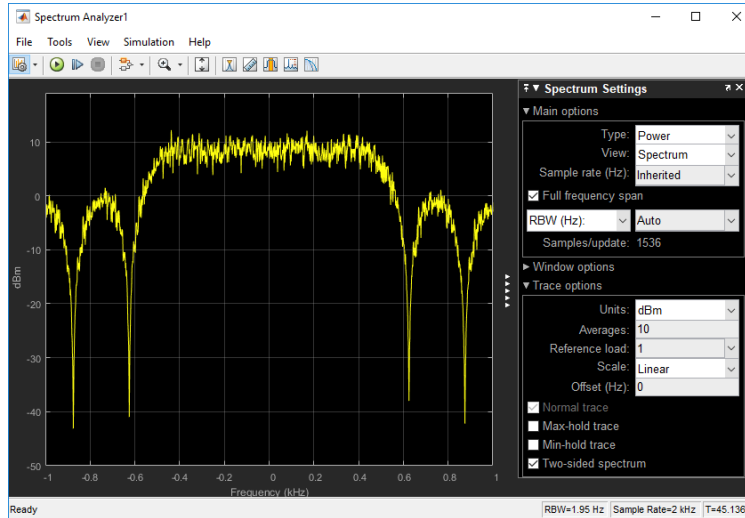 Spectrum Analyzer1
File Tools View Simulation Help
10
0
-10
-20
-30
-40
-50
dBm
-1 -0.8 -0.6 -0.4 -0.2 0 0.2 0.4 0.6 0.8 1
Frequency (kHz)
Spectrum Settings
Main options
Type: Power
View: Spectrum
Sample rate (Hz): Inherited
Full frequency span
RBW (Hz): Auto
Samples/update: 1536
Window options
Trace options
Units: dBm
Averages: 10
Reference load: 1
Scale: Linear
Offset (Hz): 0
Normal trace
Max-hold trace
Min-hold trace
Two-sided spectrum
Ready
RBW=1.95 Hz Sample Rate=2 kHz T=45.136